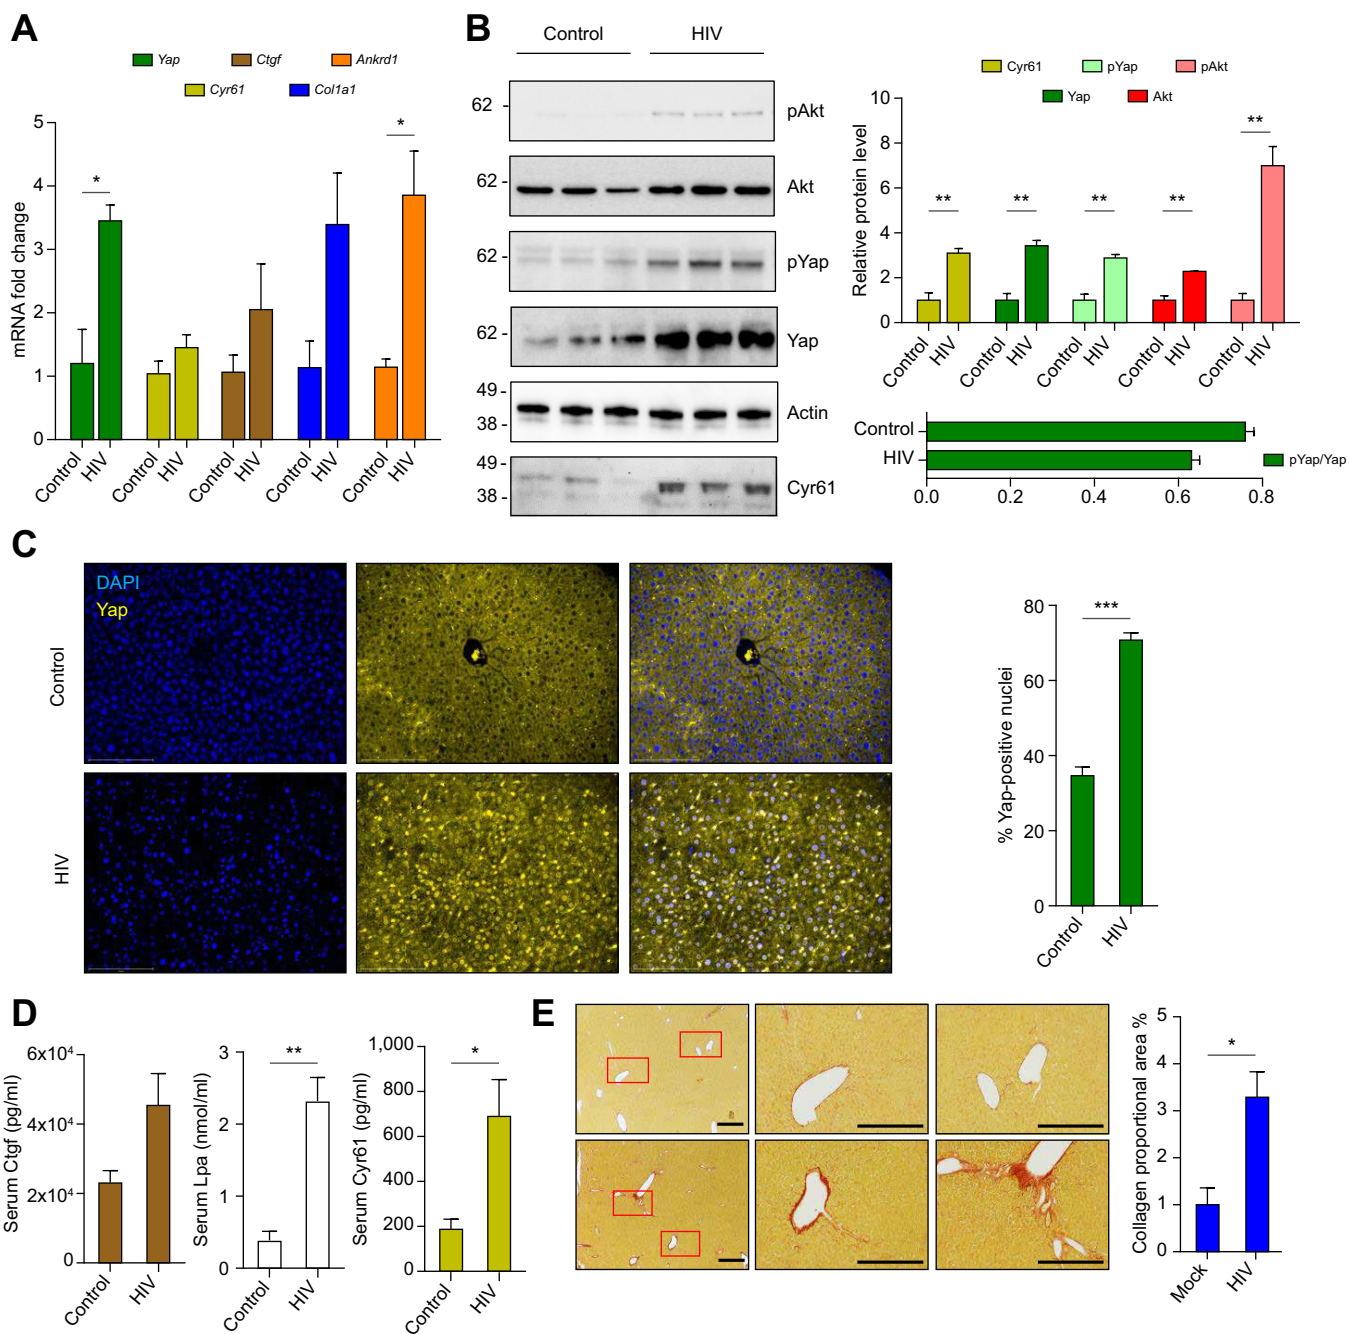 A
Yap
Ctgf
Ankrd1
Cyr61
Col1a1
mRNA fold change
5
4
3
2
1
0
*
*
Control
HIV
Control
HIV
Control
HIV
Control
HIV
Control
HIV
B
Control
HIV
62
pAkt
62
Akt
62
pYap
62
Yap
49
38
Actin
49
38
Cyr61
Cyr61
pYap
pAkt
Yap
Akt
Relative protein level
10
8
6
4
2
0
**
**
**
**
**
Control
HIV
Control
HIV
Control
HIV
Control
HIV
Control
HIV
Control
HIV
pYap/Yap
0.0
0.2
0.4
0.6
0.8
C
DAPI
Yap
Control
HIV
% Yap-positive nuclei
80
60
40
20
0
***
Control
HIV
D
Serum Ctgf (pg/ml)
6x10⁴
4x10⁴
2x10⁴
0
Control
HIV
Serum Lpa (nmol/ml)
3
2
1
0
**
Control
HIV
Serum Cyr61 (pg/ml)
1,000
800
600
400
200
0
*
Control
HIV
E
Collagen proportional area %
5
4
3
2
1
0
*
Mock
HIV